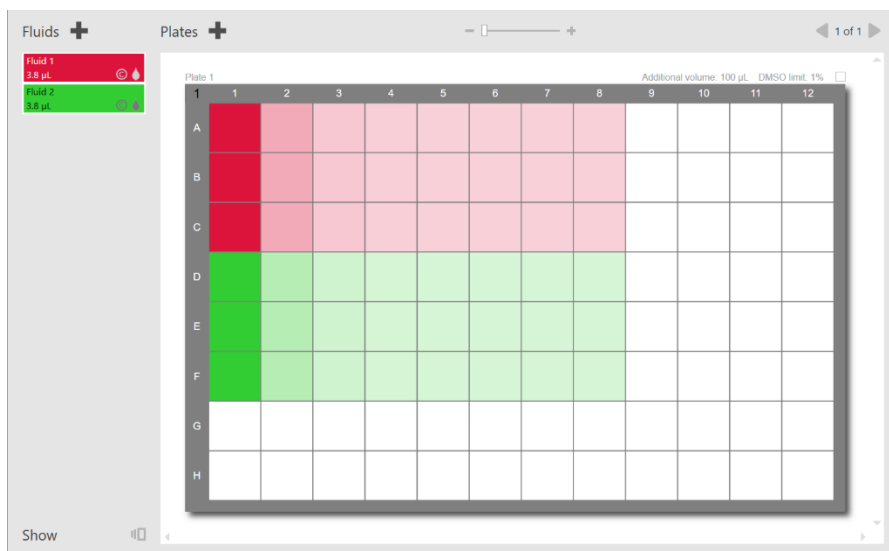 Fluids
Plates
1 of 1
Fluid 1
3.8 µL
Fluid 2
3.8 µL
Plate 1
Additional volume: 100 µL DMSO limit: 1%
1 1 2 3 4 5 6 7 8 9 10 11 12
A
B
C
D
E
F
G
H
Show